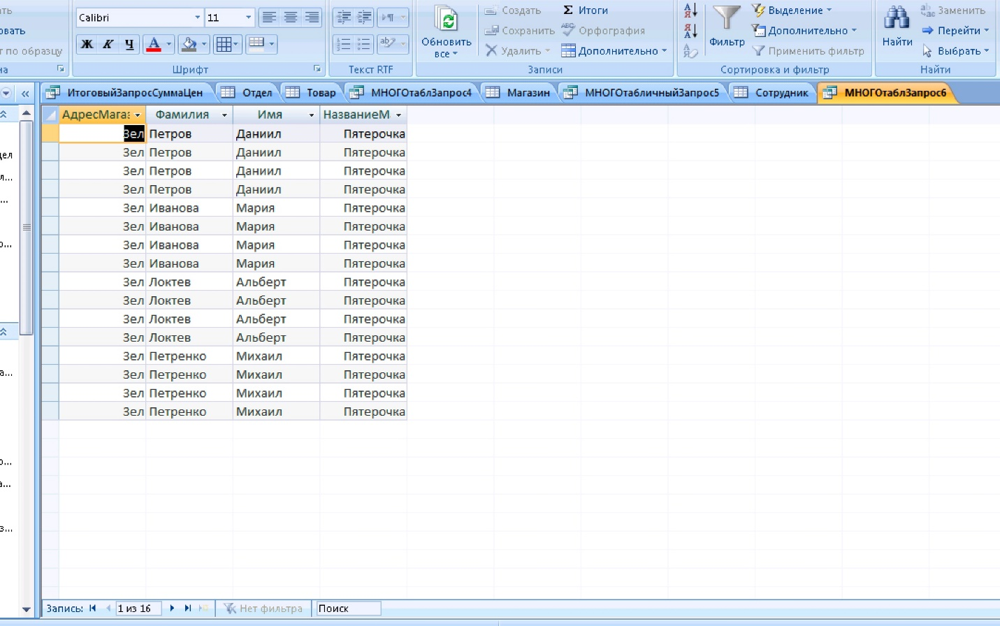 ать
Calibri 11
Создать Σ Итоги
Выделение
Заменить
овать
Сохранить Орфография
Дополнительно
Перейти
т по образцу
Ж К Ч А
Обновить все
Удалить Дополнительно
Фильтр
Применить фильтр
Найти
Выбрать
на
Шрифт
Текст RTF
Записи
Сортировка и фильтр
Найти
ИтоговыйЗапросСуммаЦен Отдел Товар МНОГОтаблЗапрос4 Магазин МНОГОтабличныйЗапрос5 Сотрудник МНОГОтаблЗапрос6
АдресМага: Фамилия Имя НазваниеМ
Зел Петров Даниил Пятерочка
Зел Петров Даниил Пятерочка
Зел Петров Даниил Пятерочка
Зел Петров Даниил Пятерочка
Зел Иванова Мария Пятерочка
Зел Иванова Мария Пятерочка
Зел Иванова Мария Пятерочка
Зел Иванова Мария Пятерочка
Зел Локтев Альберт Пятерочка
Зел Локтев Альберт Пятерочка
Зел Локтев Альберт Пятерочка
Зел Локтев Альберт Пятерочка
Зел Петренко Михаил Пятерочка
Зел Петренко Михаил Пятерочка
Зел Петренко Михаил Пятерочка
Зел Петренко Михаил Пятерочка
Запись: 1 из 16 Нет фильтра Поиск